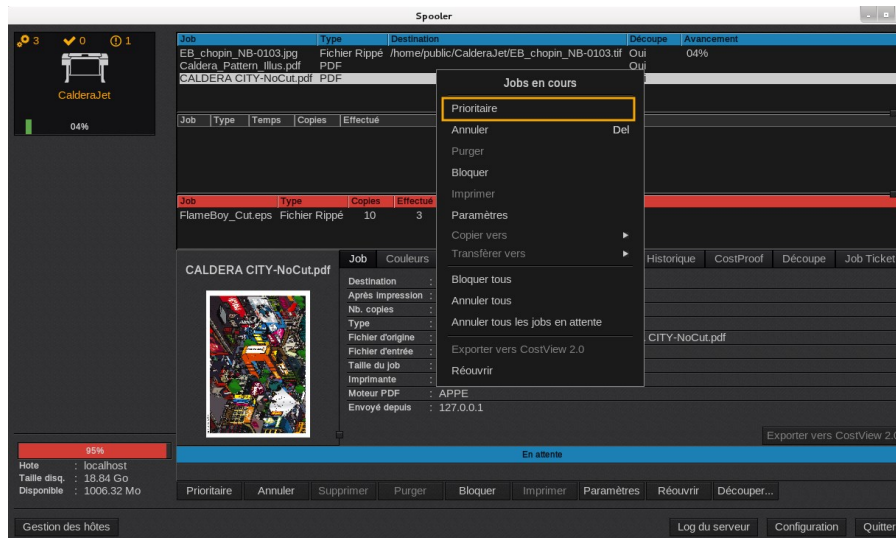 Spooler
3 0 1
CalderaJet
04%
Job Type Destination Découpe Avancement
EB_chopin_NB-0103.jpg Fichier Rippé /home/public/CalderaJet/EB_chopin_NB-0103.tif Oui 04%
Caldera_Pattern_Illus.pdf PDF Oui
CALDERA CITY-NoCut.pdf PDF
Job Type Temps Copies Effectué
Job Type Copies Effectué
FlameBoy_Cut.eps Fichier Rippé 10 3
Jobs en cours
Prioritaire
Annuler Del
Purger
Bloquer
Imprimer
Paramètres
Copier vers
Transfèrer vers
Bloquer tous
Annuler tous
Annuler tous les jobs en attente
Exporter vers CostView 2.0
Réouvrir
CALDERA CITY-NoCut.pdf
Job Couleurs Historique CostProof Découpe Job Ticket
Destination :
Après impression :
Nb. copies :
Type :
Fichier d'origine : CITY-NoCut.pdf
Fichier d'entrée :
Taille du job :
Imprimante :
Moteur PDF : APPE
Envoyé depuis : 127.0.0.1
Exporter vers CostView 2.0
95%
En attente
Hote : localhost
Taille disq. : 18.84 Go
Disponible : 1006.32 Mo
Prioritaire Annuler Supprimer Purger Bloquer Imprimer Paramètres Réouvrir Découper...
Gestion des hôtes Log du serveur Configuration Quitter